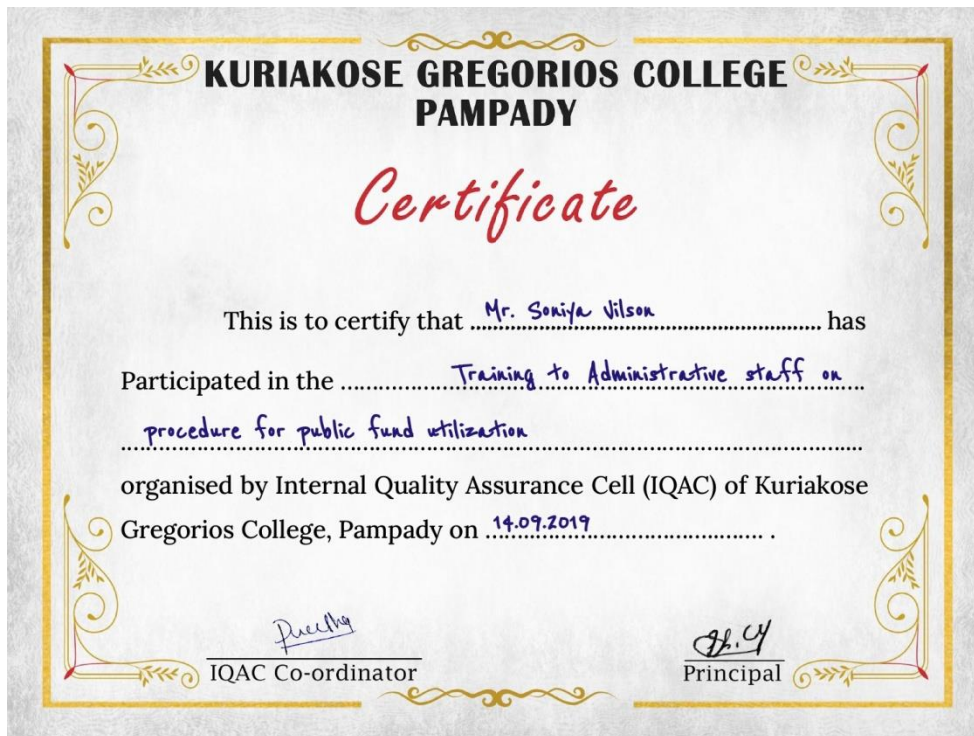 KURIAKOSE GREGORIOS COLLEGE
PAMPADY
Certificate
This is to certify that Mr. Soniya Vilson has
Participated in the Training to Administrative staff on
procedure for public fund utilization
organised by Internal Quality Assurance Cell (IQAC) of Kuriakose
Gregorios College, Pampady on 14.09.2019 .
IQAC Co-ordinator
Principal